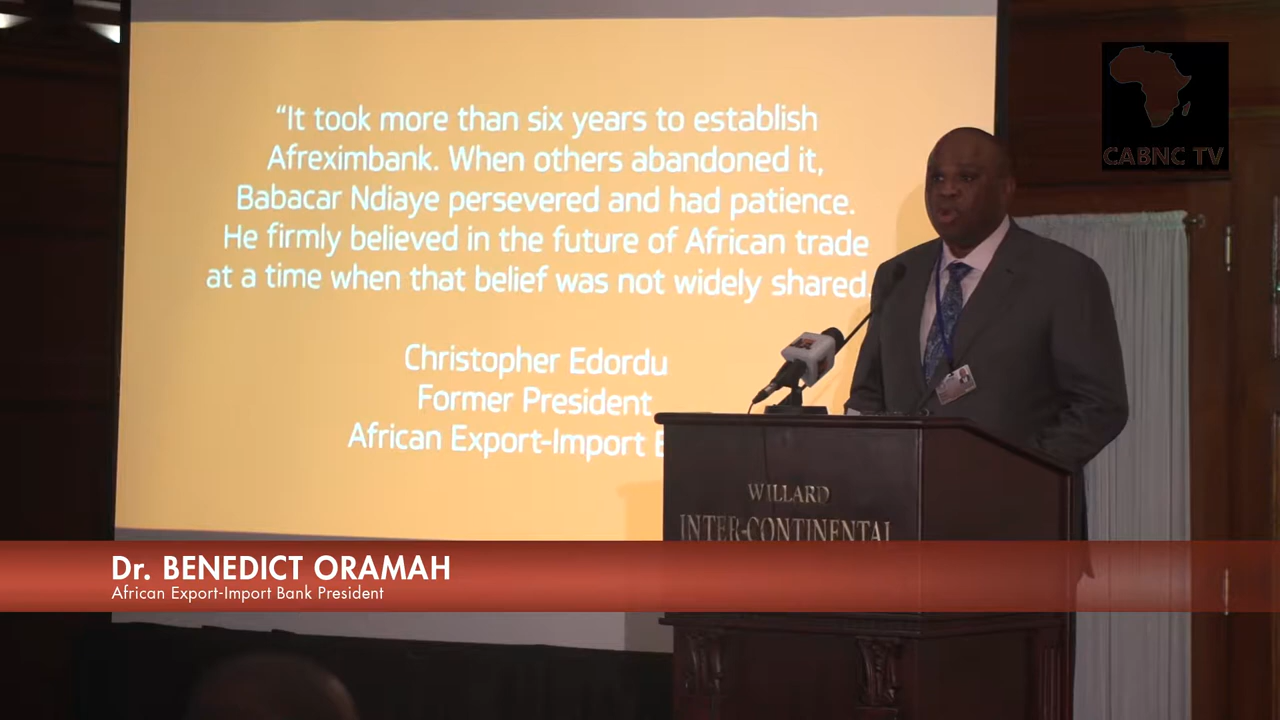 “It took more than six years to establish
Afreximbank. When others abandoned it,
Babacar Ndiaye persevered and had patience.
He firmly believed in the future of African trade
at a time when that belief was not widely shared.
Christopher Edordu
Former President
African Export-Import
CABNC TV
WILLARD
INTER-CONTINENTAL
Dr. BENEDICT ORAMAH
African Export-Import Bank President